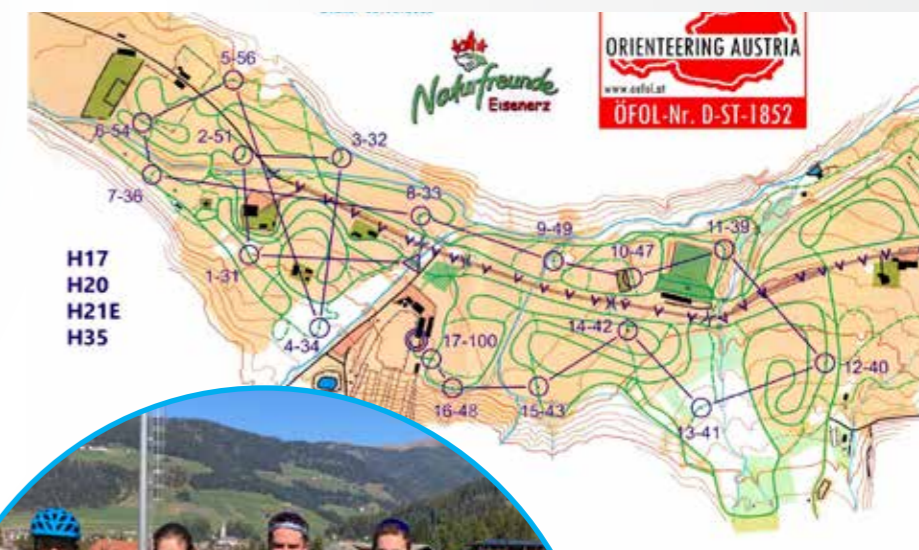 Naturfreunde
Eisenerz
ORIENTEERING AUSTRIA
www.oefol.at
ÖFOL-Nr. D-ST-1852
5-56
6-54
2-51
3-32
7-36
8-33
9-49
10-47
11-39
1-31
4-34
14-42
17-100
12-40
16-48
15-43
13-41
H17
H20
H21E
H35